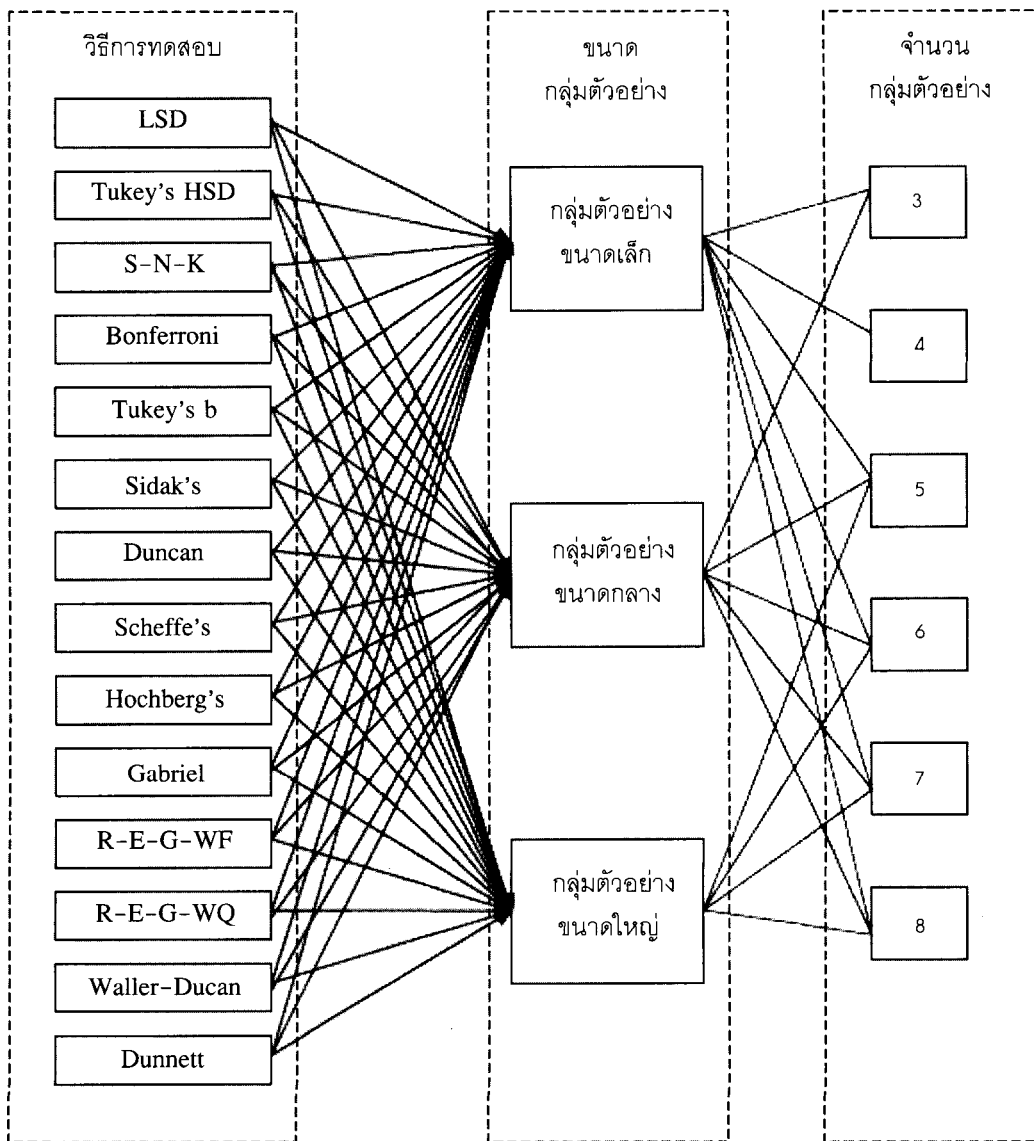 วิธีการทดสอบ
LSD
Tukey's HSD
S-N-K
Bonferroni
Tukey's b
Sidak's
Duncan
Scheffe's
Hochberg's
Gabriel
R-E-G-WF
R-E-G-WQ
Waller-Ducan
Dunnett
ขนาด
กลุ่มตัวอย่าง
กลุ่มตัวอย่าง
ขนาดเล็ก
กลุ่มตัวอย่าง
ขนาดกลาง
กลุ่มตัวอย่าง
ขนาดใหญ่
จำนวน
กลุ่มตัวอย่าง
3
4
5
6
7
8